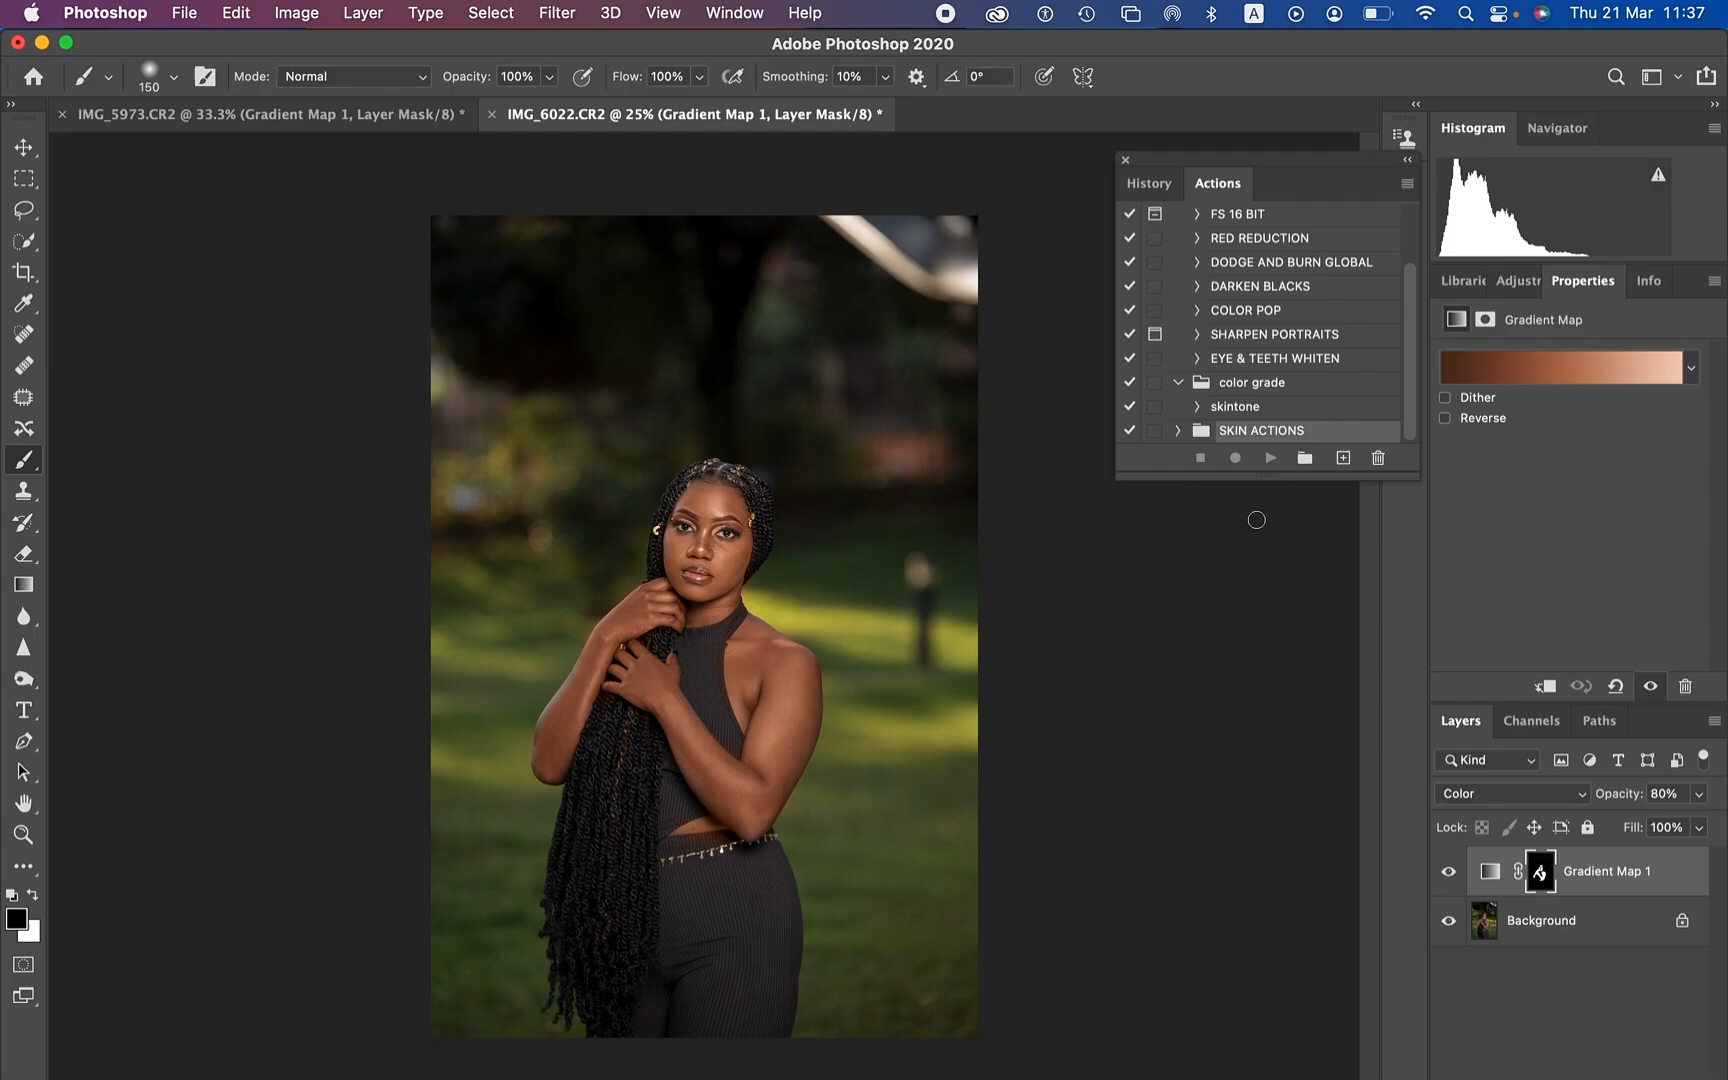 Photoshop File Edit Image Layer Type Select Filter 3D View Window Help A Thu 21 Mar 11:37
Adobe Photoshop 2020
150 Mode: Normal Opacity: 100% Flow: 100% Smoothing: 10% 0°
IMG_5973.CR2 @ 33.3% (Gradient Map 1, Layer Mask/8) * IMG_6022.CR2 @ 25% (Gradient Map 1, Layer Mask/8) *
Histogram Navigator
History Actions
FS 16 BIT
RED REDUCTION
DODGE AND BURN GLOBAL
DARKEN BLACKS
COLOR POP
SHARPEN PORTRAITS
EYE & TEETH WHITEN
color grade
skintone
SKIN ACTIONS
Librarie Adjustr Properties Info
Gradient Map
Dither
Reverse
Layers Channels Paths
Kind
Color Opacity: 80%
Lock: Fill: 100%
Gradient Map 1
Background